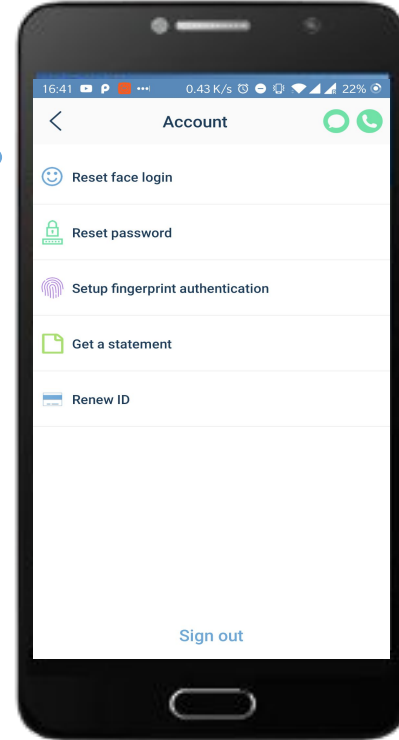 16:41 0.43 K/s 22%
Account
Reset face login
Reset password
Setup fingerprint authentication
Get a statement
Renew ID
Sign out